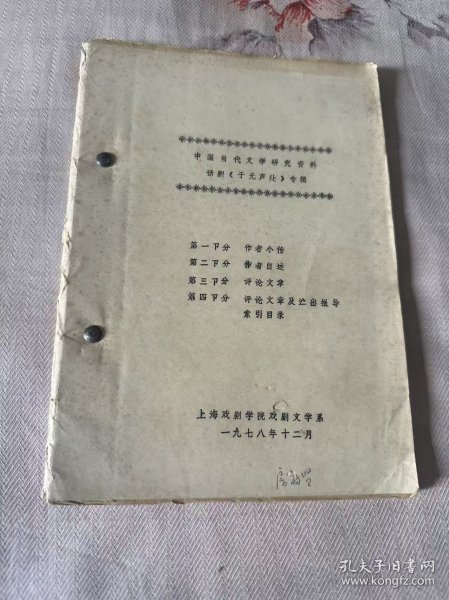 中国当代文学研究资料
话剧《于无声处》专辑
第一卩分 作者小传
第二卩分 作者自述
第三卩分 评论文章
第四卩分 评论文章及演出报导
索引目录
上海戏剧学院戏剧文学系
一九七八年十二月
孔夫子旧书网
www.kongfz.com